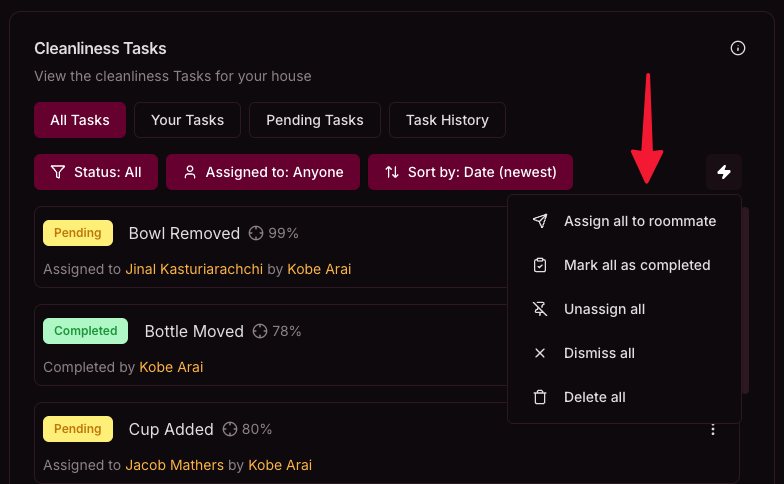 Cleanliness Tasks
View the cleanliness Tasks for your house
All Tasks
Your Tasks
Pending Tasks
Task History
Status: All
Assigned to: Anyone
Sort by: Date (newest)
Assign all to roommate
Mark all as completed
Unassign all
Dismiss all
Delete all
Pending Bowl Removed 99%
Assigned to Jinal Kasturiarachchi by Kobe Arai
Completed Bottle Moved 78%
Completed by Kobe Arai
Pending Cup Added 80%
Assigned to Jacob Mathers by Kobe Arai